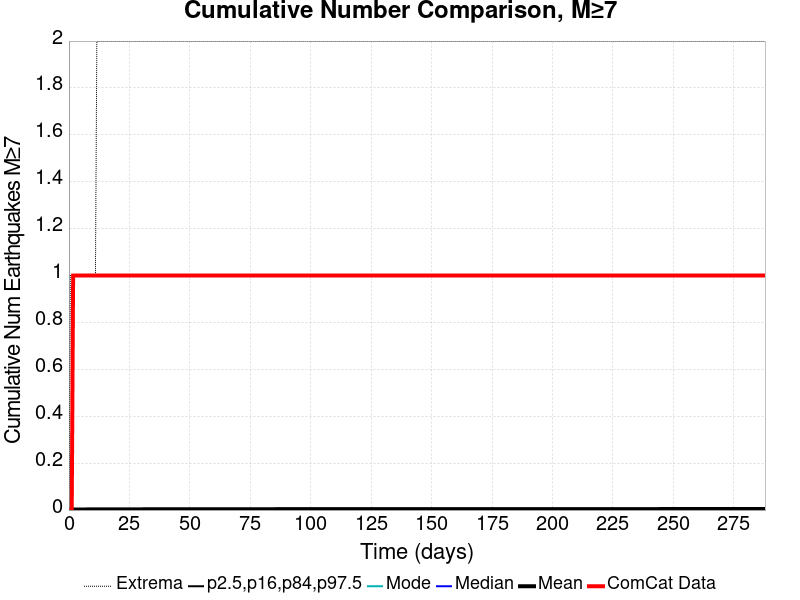 Cumulative Number Comparison, M≥7
Cumulative Num Earthquakes M≥7
2
1.8
1.6
1.4
1.2
1
0.8
0.6
0.4
0.2
0
0 25 50 75 100 125 150 175 200 225 250 275
Time (days)
Extrema p2.5,p16,p84,p97.5 Mode Median Mean ComCat Data